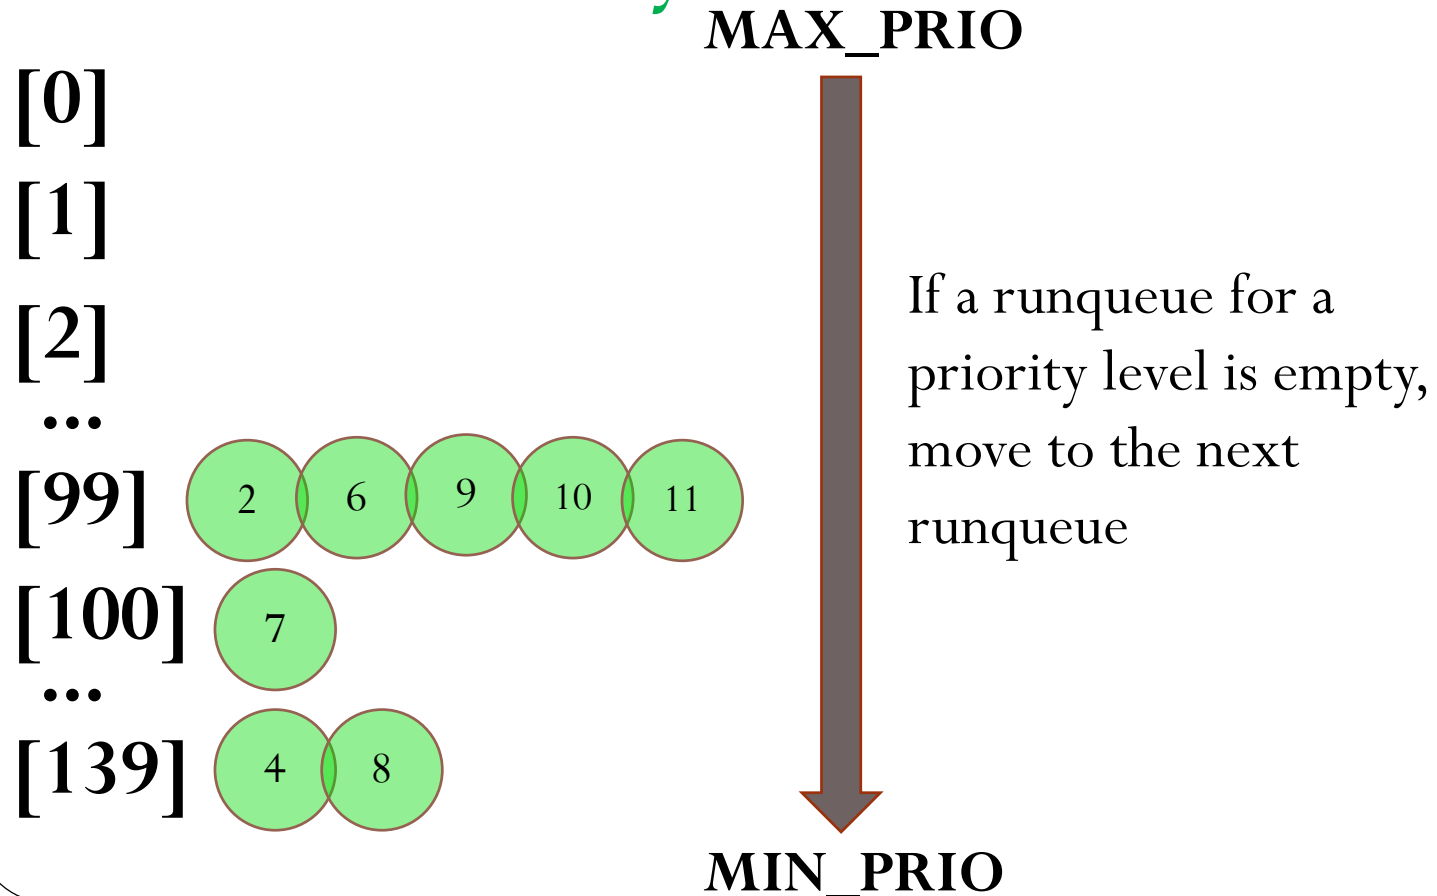 MAX_PRIO
[0]
[1]
[2]
...
If a runqueue for a
priority level is empty,
move to the next
runqueue
[99] 2 6 9 10 11
[100] 7
...
[139] 4 8
MIN_PRIO